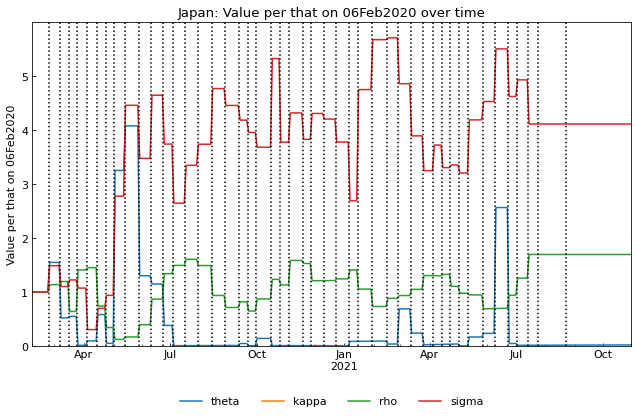 Japan: Value per that on 06Feb2020 over time
Value per that on 06Feb2020
5
4
3
2
1
0
Apr Jul Oct Jan Apr Jul Oct
2021
theta kappa rho sigma